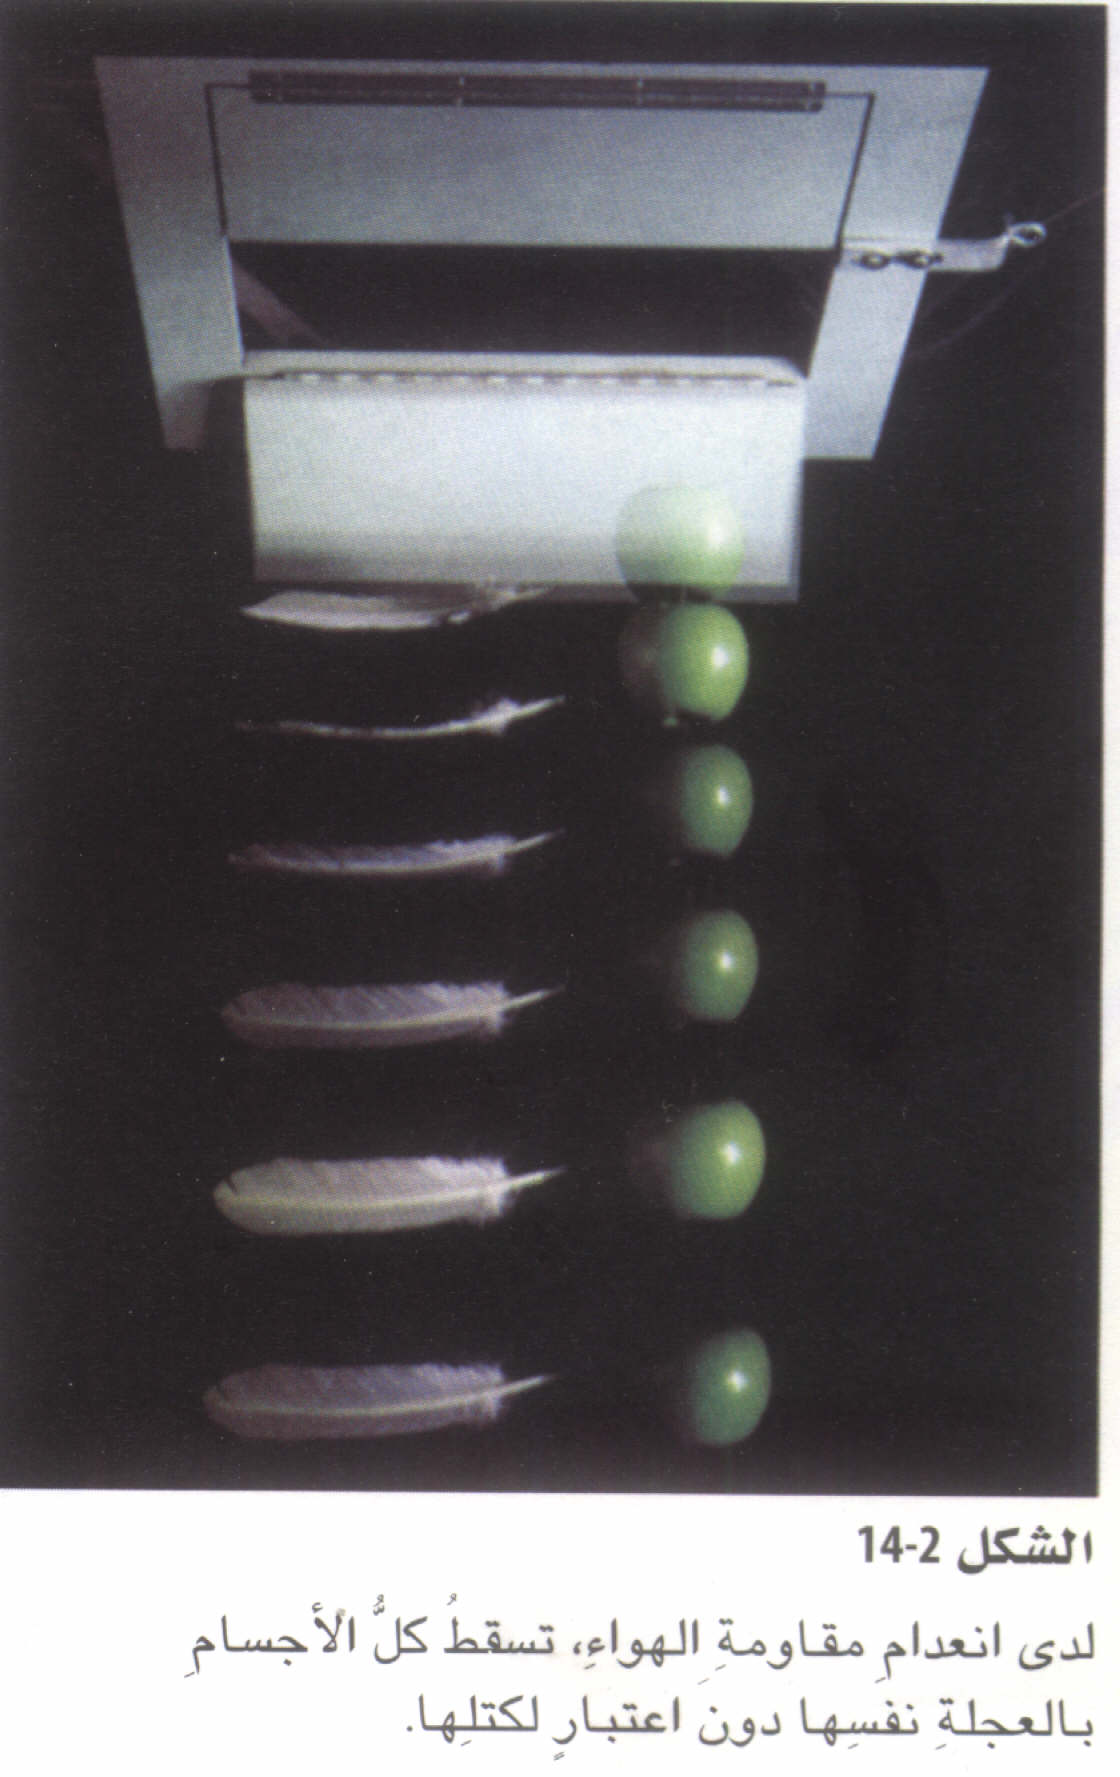 الشكل 2-14
لدى انعدامِ مقاومةِ الهواءِ، تسقطُ كلُّ الأجسامِ
بالعجلةِ نفسِها دون اعتبارٍ لكتلِها.